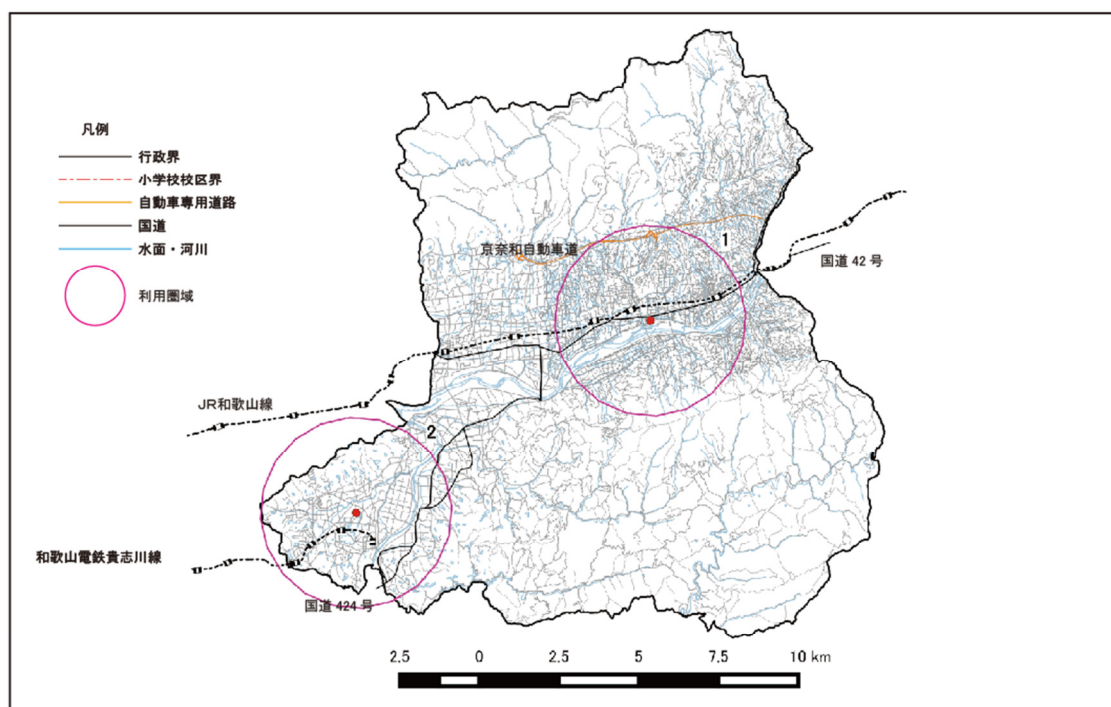 凡例
行政界
小学校校区界
自動車専用道路
国道
水面・河川
利用圏域
京奈和自動車道
1
国道 42 号
JR和歌山線
2
和歌山電鉄貴志川線
国道 424 号
2.5 0 2.5 5 7.5 10 km